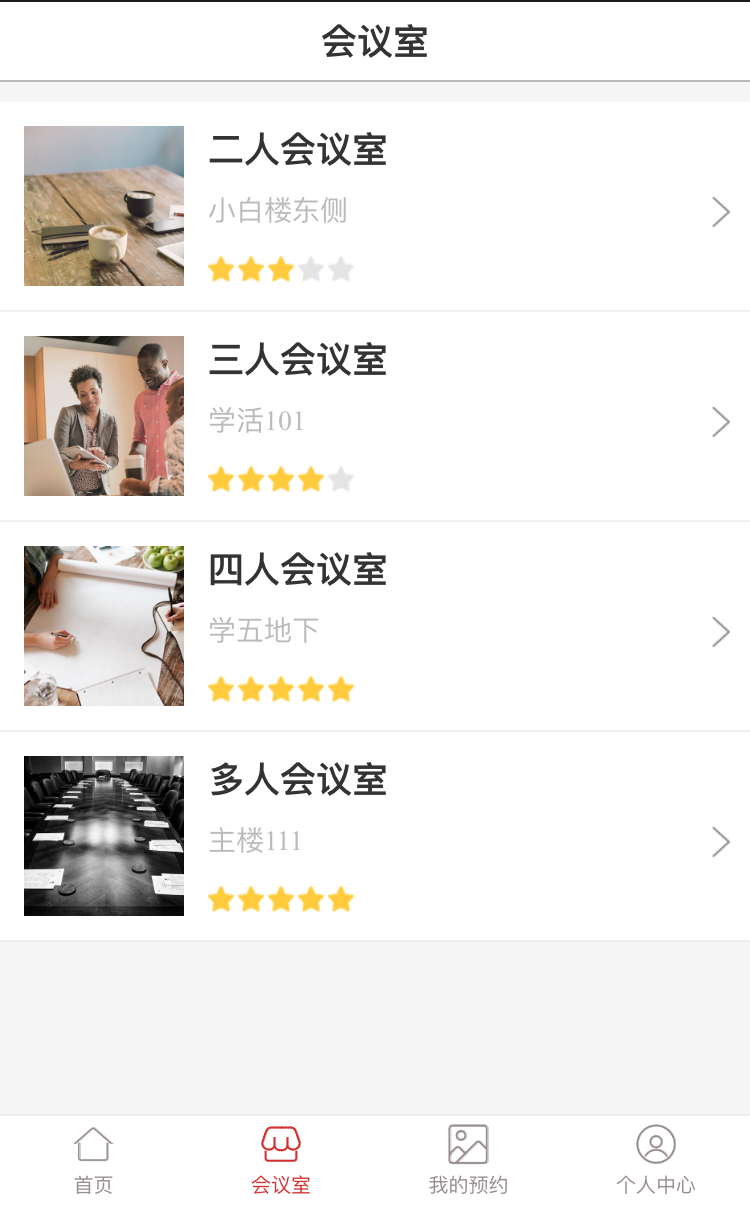 会议室
二人会议室
小白楼东侧
三人会议室
学活101
四人会议室
学五地下
多人会议室
主楼111
首页
会议室
我的预约
个人中心